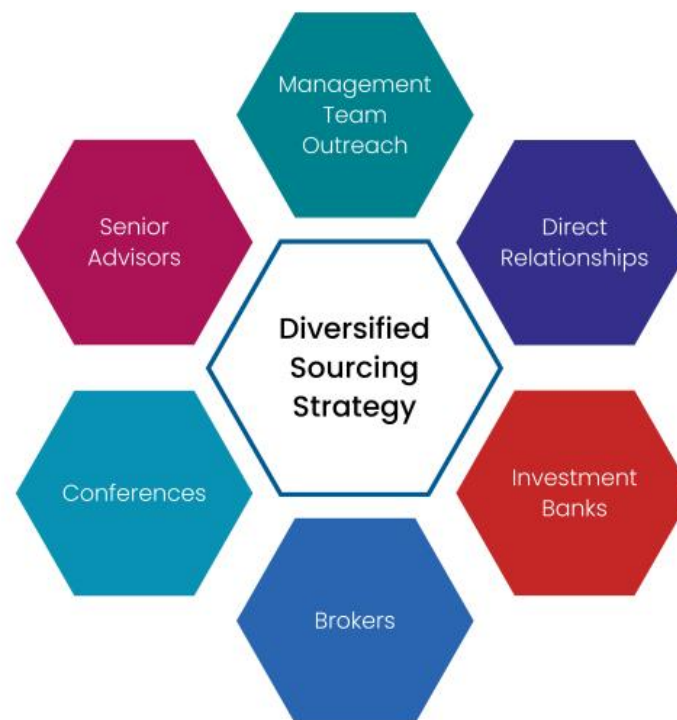 Management
Team
Outreach
Senior
Advisors
Direct
Relationships
Diversified
Sourcing
Strategy
Conferences
Investment
Banks
Brokers